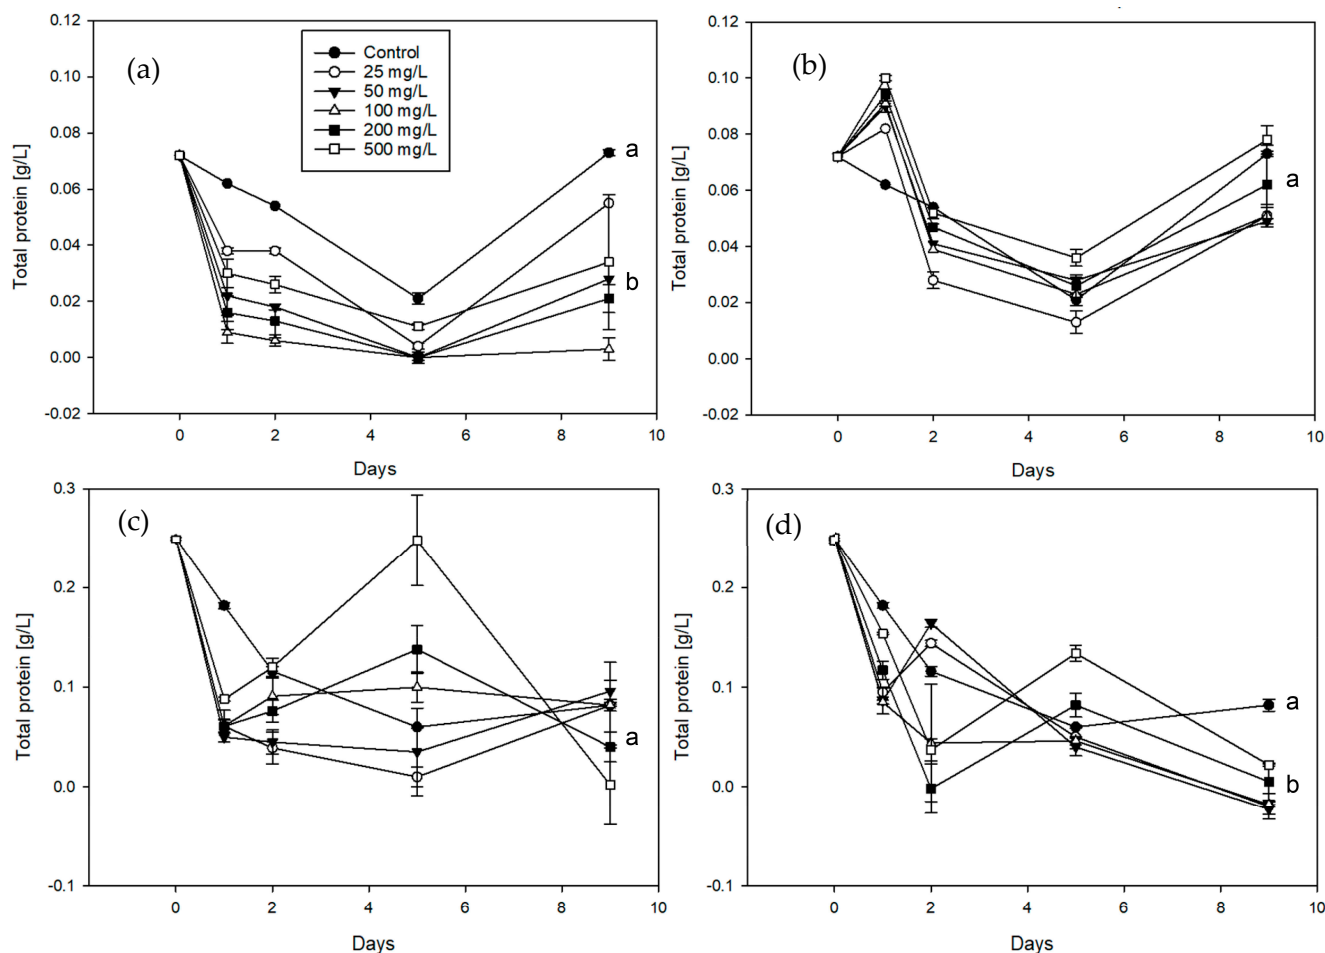 (a)
Control
25 mg/L
50 mg/L
100 mg/L
200 mg/L
500 mg/L
Total protein [g/L]
0.12
0.10
0.08
0.06
0.04
0.02
0.00
-0.02
a
b
0 2 4 6 8 10
Days
(b)
Total protein [g/L]
0.12
0.10
0.08
0.06
0.04
0.02
0.00
-0.02
a
0 2 4 6 8 10
Days
(c)
Total protein [g/L]
0.3
0.2
0.1
0.0
-0.1
a
0 2 4 6 8 10
Days
(d)
Total protein [g/L]
0.3
0.2
0.1
0.0
-0.1
a
b
0 2 4 6 8 10
Days